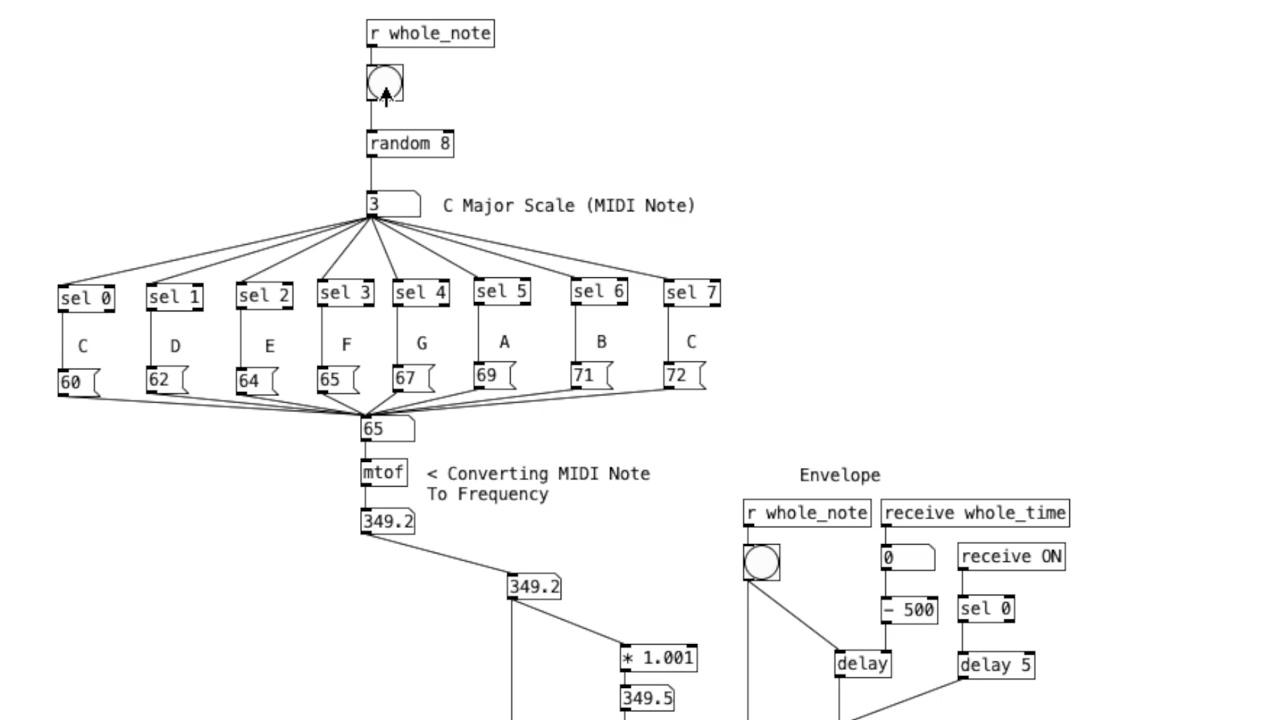 r whole_note
random 8
3
C Major Scale (MIDI Note)
sel 0
sel 1
sel 2
sel 3
sel 4
sel 5
sel 6
sel 7
C
D
E
F
G
A
B
C
60
62
64
65
67
69
71
72
65
mtof
< Converting MIDI Note
To Frequency
349.2
349.2
* 1.001
349.5
Envelope
r whole_note
receive whole_time
0
receive ON
- 500
sel 0
delay
delay 5